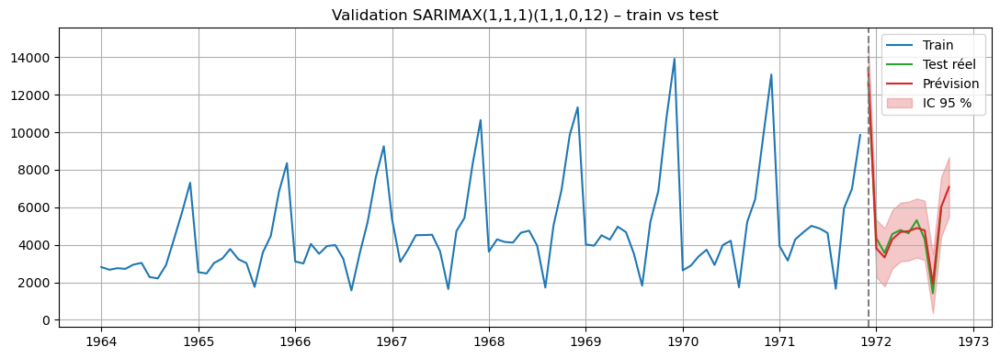 Validation SARIMAX(1,1,1)(1,1,0,12) – train vs test
14000
12000
10000
8000
6000
4000
2000
0
Train
Test réel
Prévision
IC 95 %
1964 1965 1966 1967 1968 1969 1970 1971 1972 1973